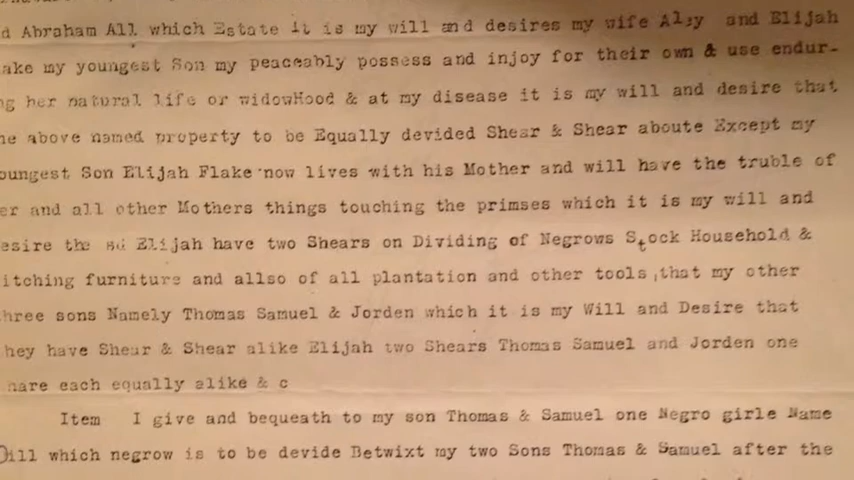 d Abraham All which Estate it is my will and desires my wife Aley and Elijah
ake my youngest Son my peaceably possess and injoy for their own & use endur-
ng her natural life or widowHood & at my disease it is my will and desire that
he above named property to be Equally devided Shear & Shear aboute Except my
oungest Son Elijah Flake now lives with his Mother and will have the truble of
er and all other Mothers things touching the primses which it is my will and
esire the sd Elijah have two Shears on Dividing of Negrows Stock Household &
itching furniture and allso of all plantation and other tools,that my other
hree sons Namely Thomas Samuel & Jorden which it is my Will and Desire that
hey have Shear & Shear alike Elijah two Shears Thomas Samuel and Jorden one
hare each equally alike & c
Item I give and bequeath to my son Thomas & Samuel one Negro girle Name
Dill which negrow is to be devide Betwixt my two Sons Thomas & Samuel after the